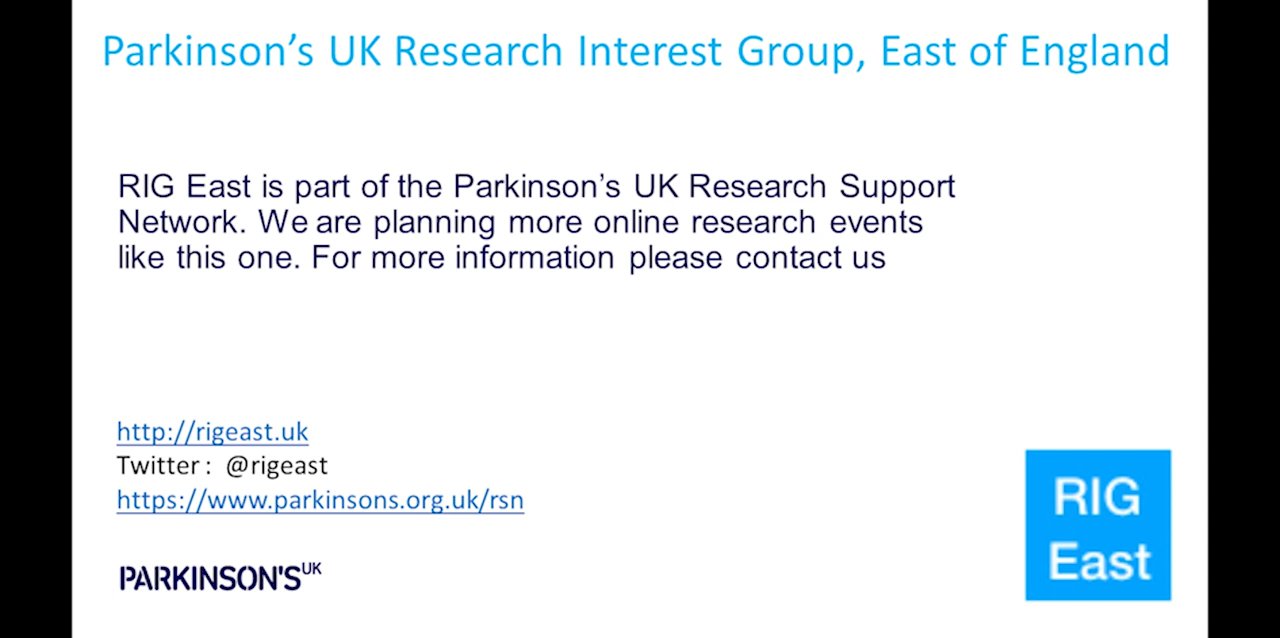 Parkinson’s UK Research Interest Group, East of England
RIG East is part of the Parkinson’s UK Research Support
Network. We are planning more online research events
like this one. For more information please contact us
http://rigeast.uk
Twitter : @rigeast
https://www.parkinsons.org.uk/rsn
PARKINSON'S UK
RIG
East